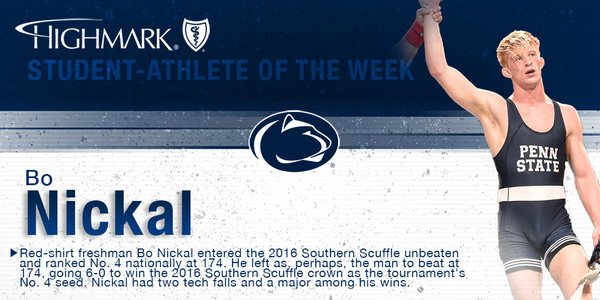 HIGHMARK®
STUDENT-ATHLETE OF THE WEEK
PENN
STATE
Bo
Nickal
Red-shirt freshman Bo Nickal entered the 2016 Southern Scuffle unbeaten
and ranked No. 4 nationally at 174. He left as, perhaps, the man to beat at
174, going 6-0 to win the 2016 Southern Scuffle crown as the tournament's
No. 4 seed, Nickal had two tech falls and a major among his wins.